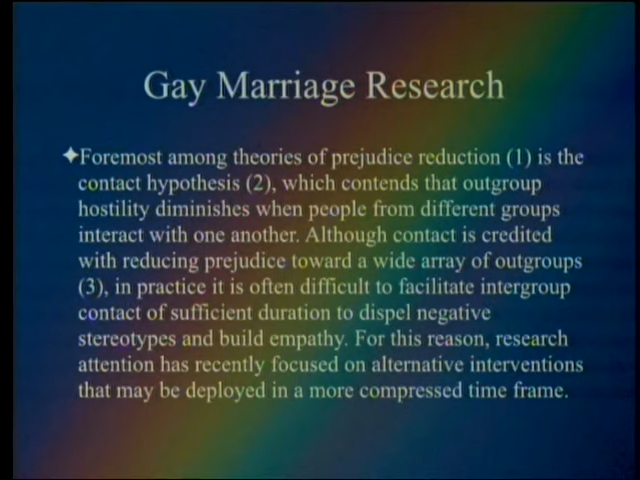 Gay Marriage Research
✦Foremost among theories of prejudice reduction (1) is the
contact hypothesis (2), which contends that outgroup
hostility diminishes when people from different groups
interact with one another. Although contact is credited
with reducing prejudice toward a wide array of outgroups
(3), in practice it is often difficult to facilitate intergroup
contact of sufficient duration to dispel negative
stereotypes and build empathy. For this reason, research
attention has recently focused on alternative interventions
that may be deployed in a more compressed time frame.